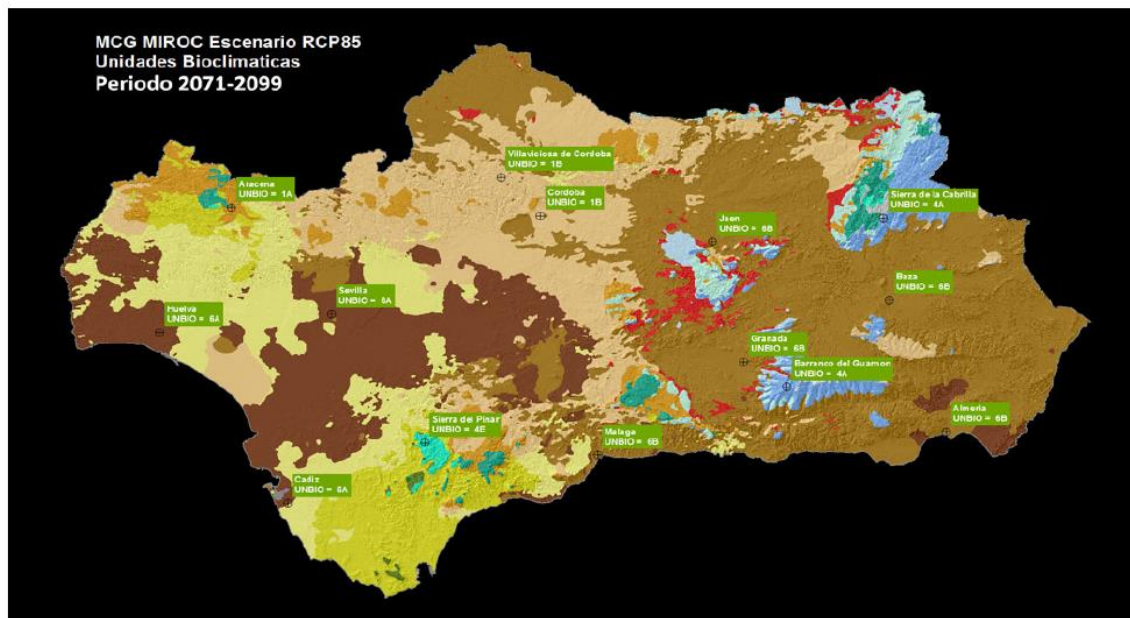 MCG MIROC Escenario RCP85
Unidades Bioclimaticas
Periodo 2071-2099
Villaviciosa de Cordoba
UNBIO = 1B
Aracena
UNBIO = 1A
Cordoba
UNBIO = 1B
Sierra de la Cabrilla
UNBIO = 4A
Jaen
UNBIO = 6B
Baza
UNBIO = 6B
Sevilla
UNBIO = 6A
Huelva
UNBIO = 6A
Granada
UNBIO = 6B
Barranco del Guarnon
UNBIO = 4A
Almeria
UNBIO = 6B
Sierra del Pinar
UNBIO = 4E
Malaga
UNBIO = 6B
Cadiz
UNBIO = 6A